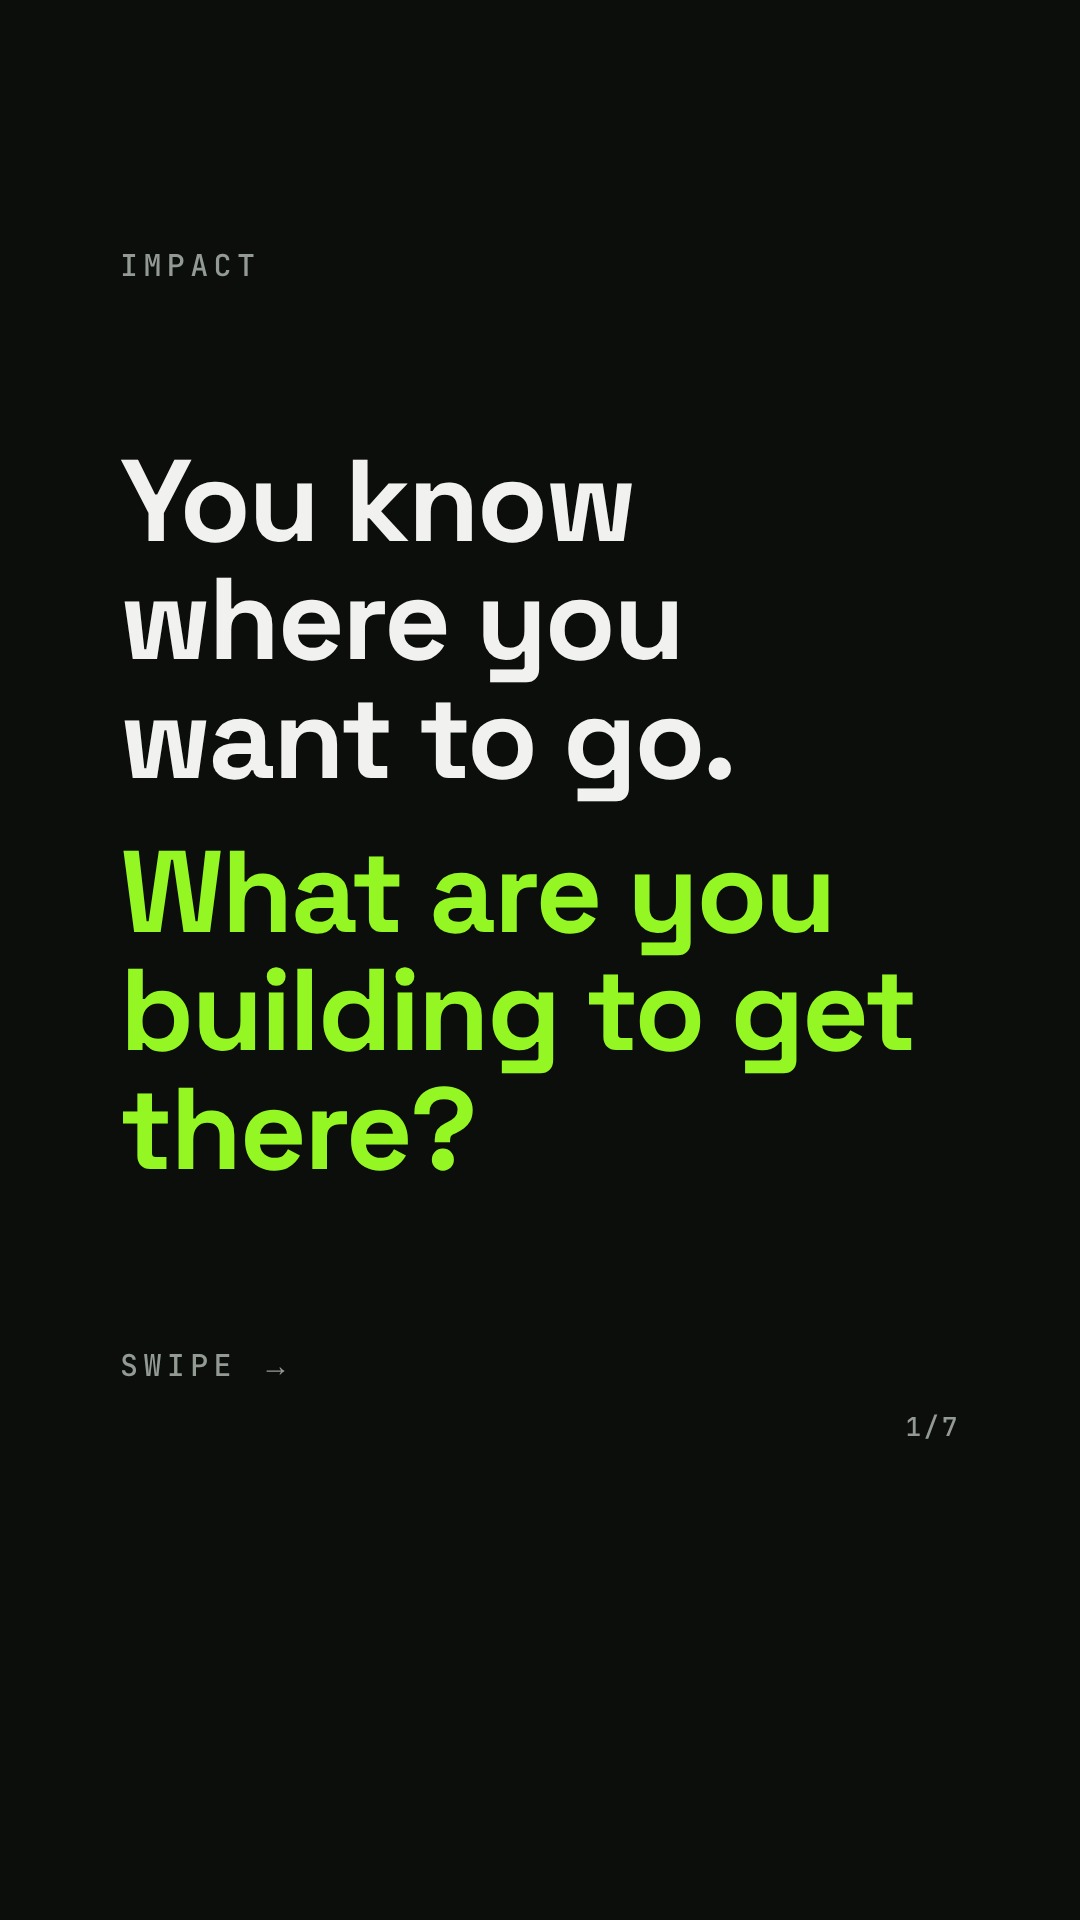 IMPACT
You know
where you
want to go.
What are you
building to get
there?
SWIPE →
1/7